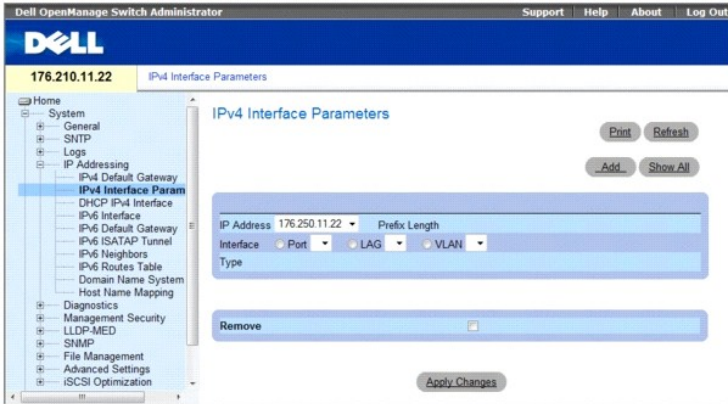 Dell OpenManage Switch Administrator
Support Help About Log Out
DELL
176.210.11.22
IPv4 Interface Parameters
Home
System
General
SNTP
Logs
IP Addressing
IPv4 Default Gateway
IPv4 Interface Param
DHCP IPv4 Interface
IPv6 Interface
IPv6 Default Gateway
IPv6 ISATAP Tunnel
IPv6 Neighbors
IPv6 Routes Table
Domain Name System
Host Name Mapping
Diagnostics
Management Security
LLDP-MED
SNMP
File Management
Advanced Settings
iSCSI Optimization
IPv4 Interface Parameters
Print Refresh
Add Show All
IP Address 176.250.11.22 Prefix Length
Interface Port LAG VLAN
Type
Remove
Apply Changes